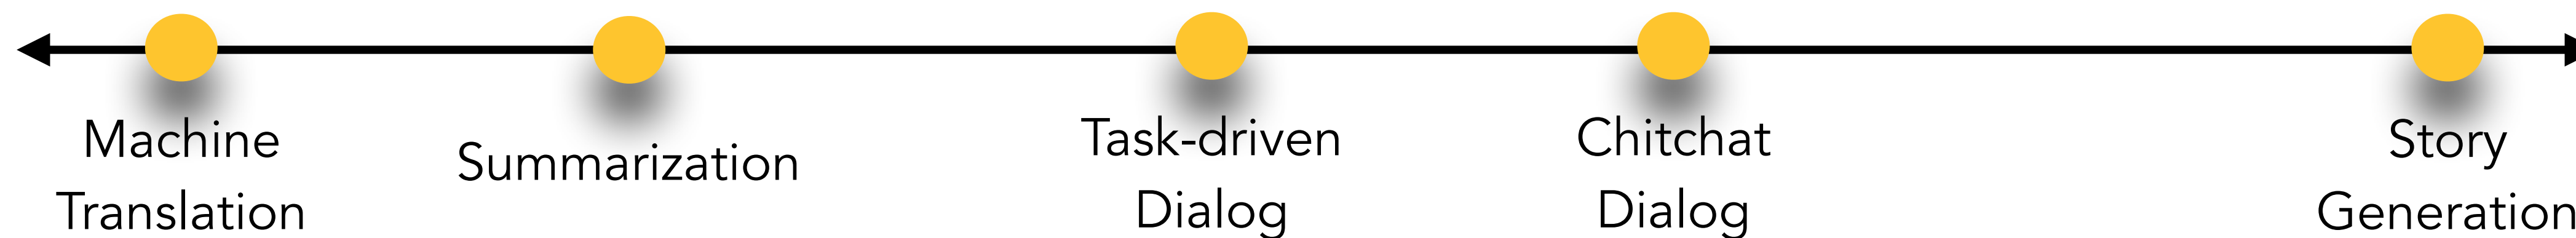 Machine
Translation
Summarization
Task-driven
Dialog
Chitchat
Dialog
Story
Generation